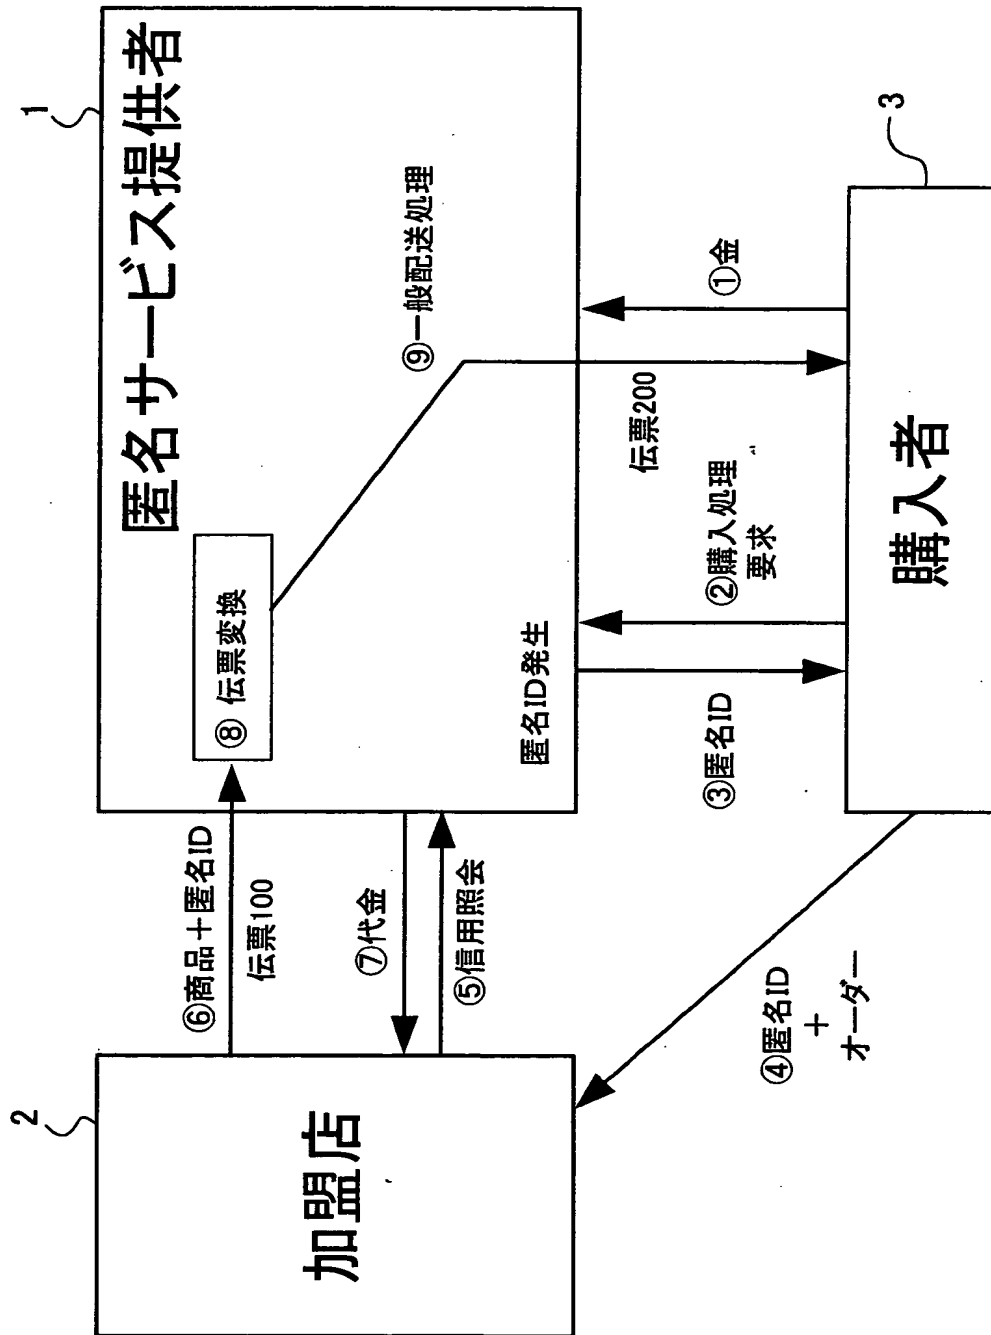 1
匿名サービス提供者
2
加盟店
3
購入者
①金
②購入処理
要求
③匿名ID
匿名ID発生
④匿名ID
＋
オーダー
⑤信用照会
⑥商品＋匿名ID
伝票100
⑦代金
⑧ 伝票変換
⑨一般配送処理
伝票200